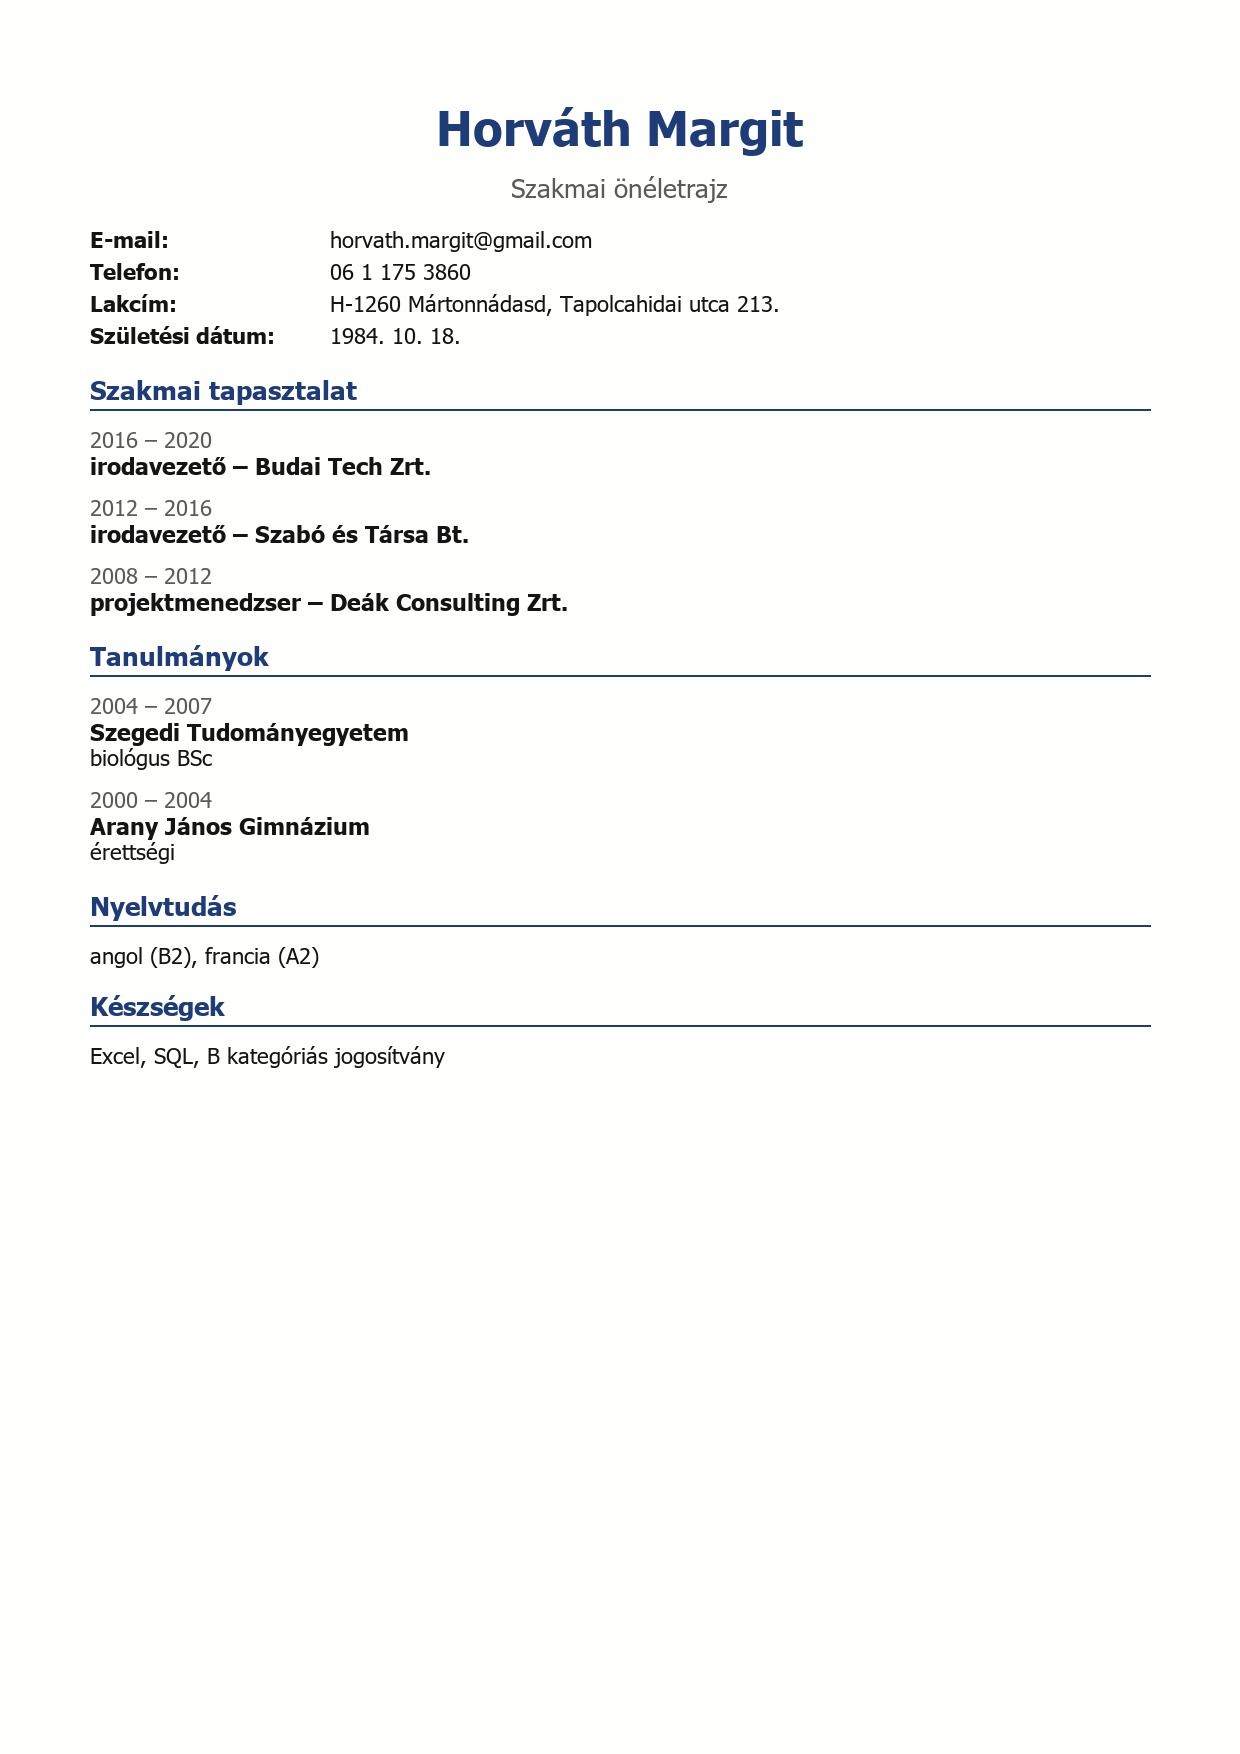 Horváth Margit
Szakmai önéletrajz
E-mail: horvath.margit@gmail.com
Telefon: 06 1 175 3860
Lakcím: H-1260 Mártonnádasd, Tapolcahidai utca 213.
Születési dátum: 1984. 10. 18.
Szakmai tapasztalat
2016 – 2020
irodavezető – Budai Tech Zrt.
2012 – 2016
irodavezető – Szabó és Társa Bt.
2008 – 2012
projektmenedzser – Deák Consulting Zrt.
Tanulmányok
2004 – 2007
Szegedi Tudományegyetem
biológus BSc
2000 – 2004
Arany János Gimnázium
érettségi
Nyelvtudás
angol (B2), francia (A2)
Készségek
Excel, SQL, B kategóriás jogosítvány